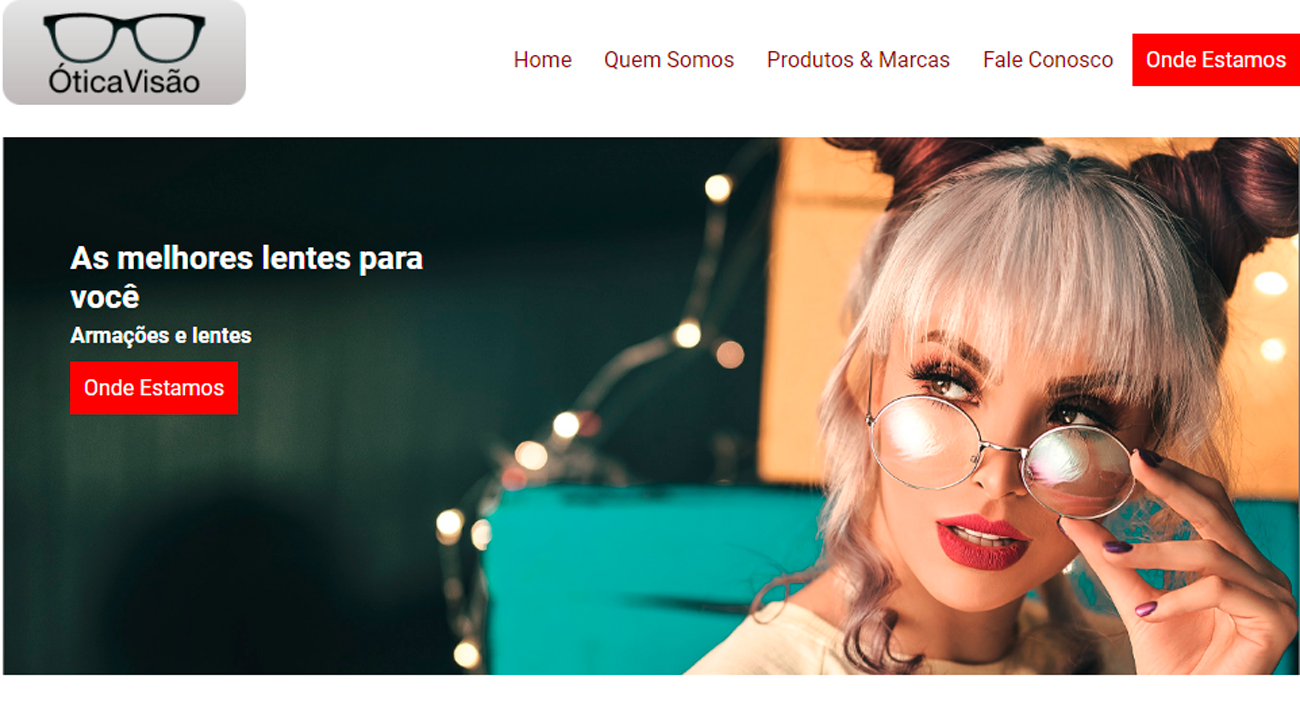 ÓticaVisão
Home Quem Somos Produtos & Marcas Fale Conosco Onde Estamos
As melhores lentes para
você
Armações e lentes
Onde Estamos